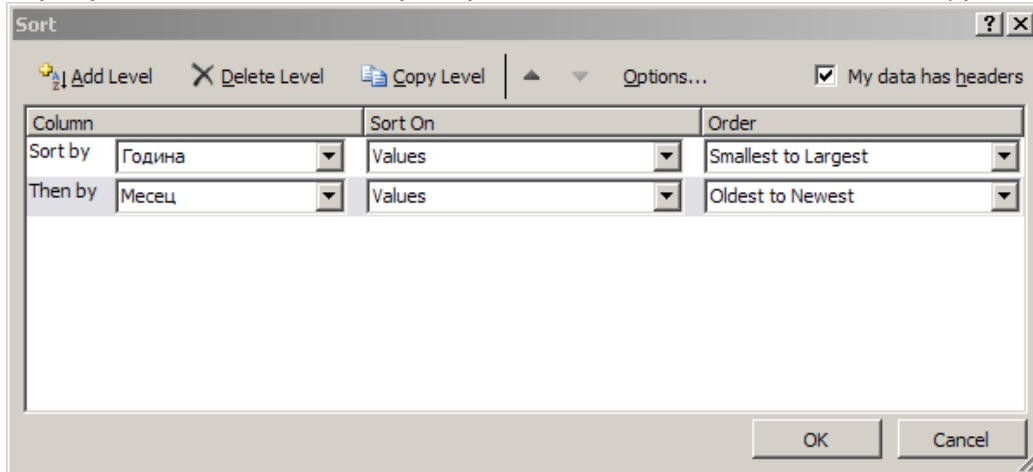 Sort
Add Level Delete Level Copy Level Options... My data has headers
Column Sort On Order
Sort by Година Values Smallest to Largest
Then by Месец Values Oldest to Newest
OK Cancel